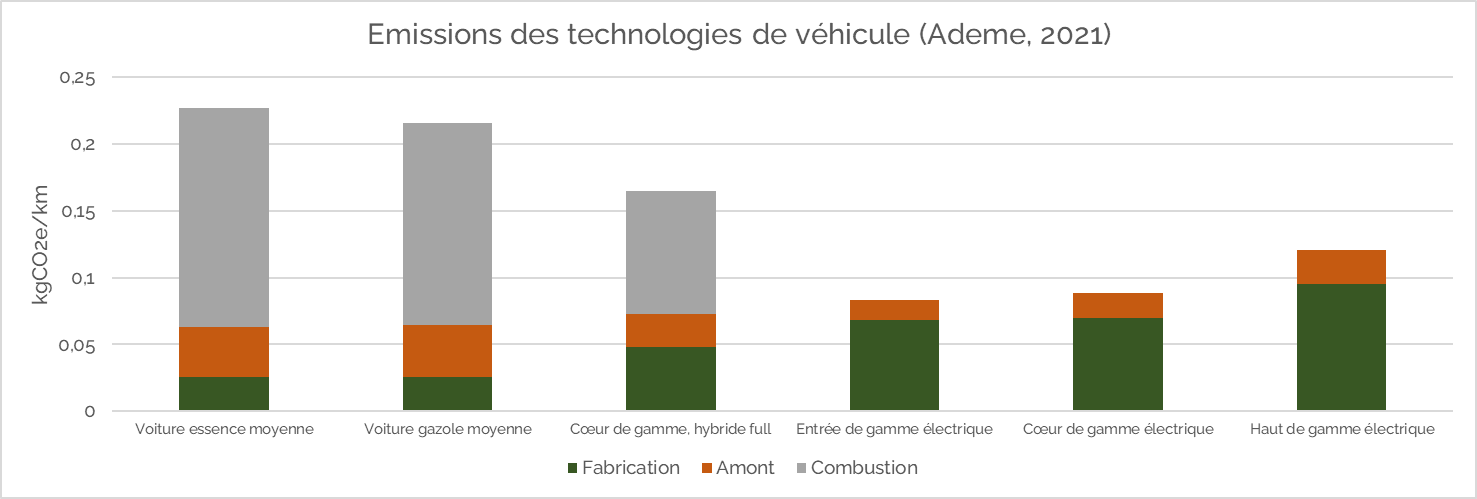 Emissions des technologies de véhicule (Ademe, 2021)
kgCO2e/km
0,25
0,2
0,15
0,1
0,05
0
Voiture essence moyenne
Voiture gazole moyenne
Cœur de gamme, hybride full
Entrée de gamme électrique
Cœur de gamme électrique
Haut de gamme électrique
Fabrication
Amont
Combustion